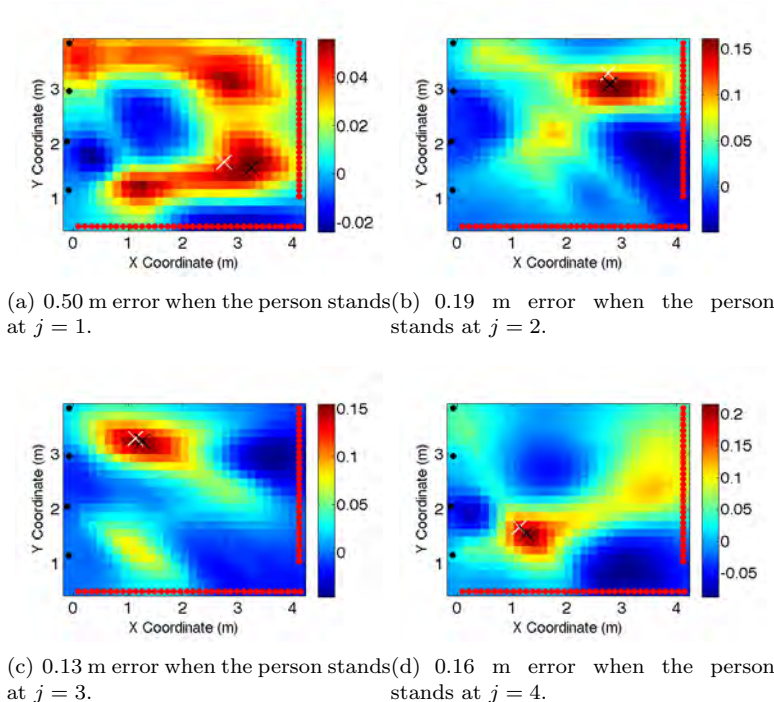 Y Coordinate (m)
3
2
1
0 1 2 3 4
X Coordinate (m)
0.04
0.02
0
-0.02
Y Coordinate (m)
3
2
1
0 1 2 3 4
X Coordinate (m)
0.15
0.1
0.05
0
(a) 0.50 m error when the person stands
at j = 1.
(b) 0.19 m error when the person
stands at j = 2.
Y Coordinate (m)
3
2
1
0 1 2 3 4
X Coordinate (m)
0.15
0.1
0.05
0
Y Coordinate (m)
3
2
1
0 1 2 3 4
X Coordinate (m)
0.2
0.15
0.1
0.05
0
-0.05
(c) 0.13 m error when the person stands
at j = 3.
(d) 0.16 m error when the person
stands at j = 4.